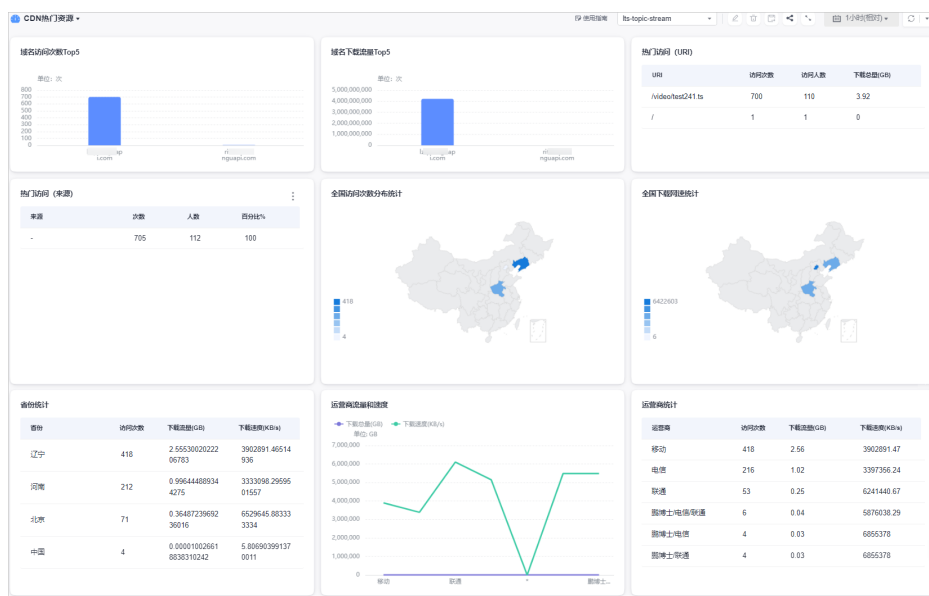 CDN热门资源
使用指南
lts-topic-stream
1小时(相对)
域名访问次数Top5
单位：次
800
700
600
500
400
300
200
100
0
ap
i.com
nguapi.com
域名下载流量Top5
单位：次
5,000,000,000
4,000,000,000
3,000,000,000
2,000,000,000
1,000,000,000
0
ap
i.com
nguapi.com
热门访问（URI）
URI 访问次数 访问人数 下载总量(GB)
/video/test241.ts 700 110 3.92
/ 1 1 0
热门访问（来源）
来源 次数 人数 百分比%
- 705 112 100
全国访问次数分布统计
418
4
全国下载网速统计
6422603
6
省份统计
省份 访问次数 下载流量(GB) 下载速度(KB/s)
辽宁 418 2.55530020222 3902891.46514
06783 936
河南 212 0.99644488934 3333098.29595
4275 01557
北京 71 0.36487239692 6529645.88333
36016 3334
中国 4 0.00001002661 5.80690399137
8838310242 0011
运营商流量和速度
下载总量(GB) 下载速度(KB/s)
单位: GB
7,000,000
6,000,000
5,000,000
4,000,000
3,000,000
2,000,000
1,000,000
0
移动 联通 * 鹏博士...
运营商统计
运营商 访问次数 下载流量(GB) 下载速度(KB/s)
移动 418 2.56 3902891.47
电信 216 1.02 3397356.24
联通 53 0.25 6241440.67
鹏博士/电信/联通 6 0.04 5876038.29
鹏博士/电信 4 0.03 6855378
鹏博士/联通 4 0.03 6855378